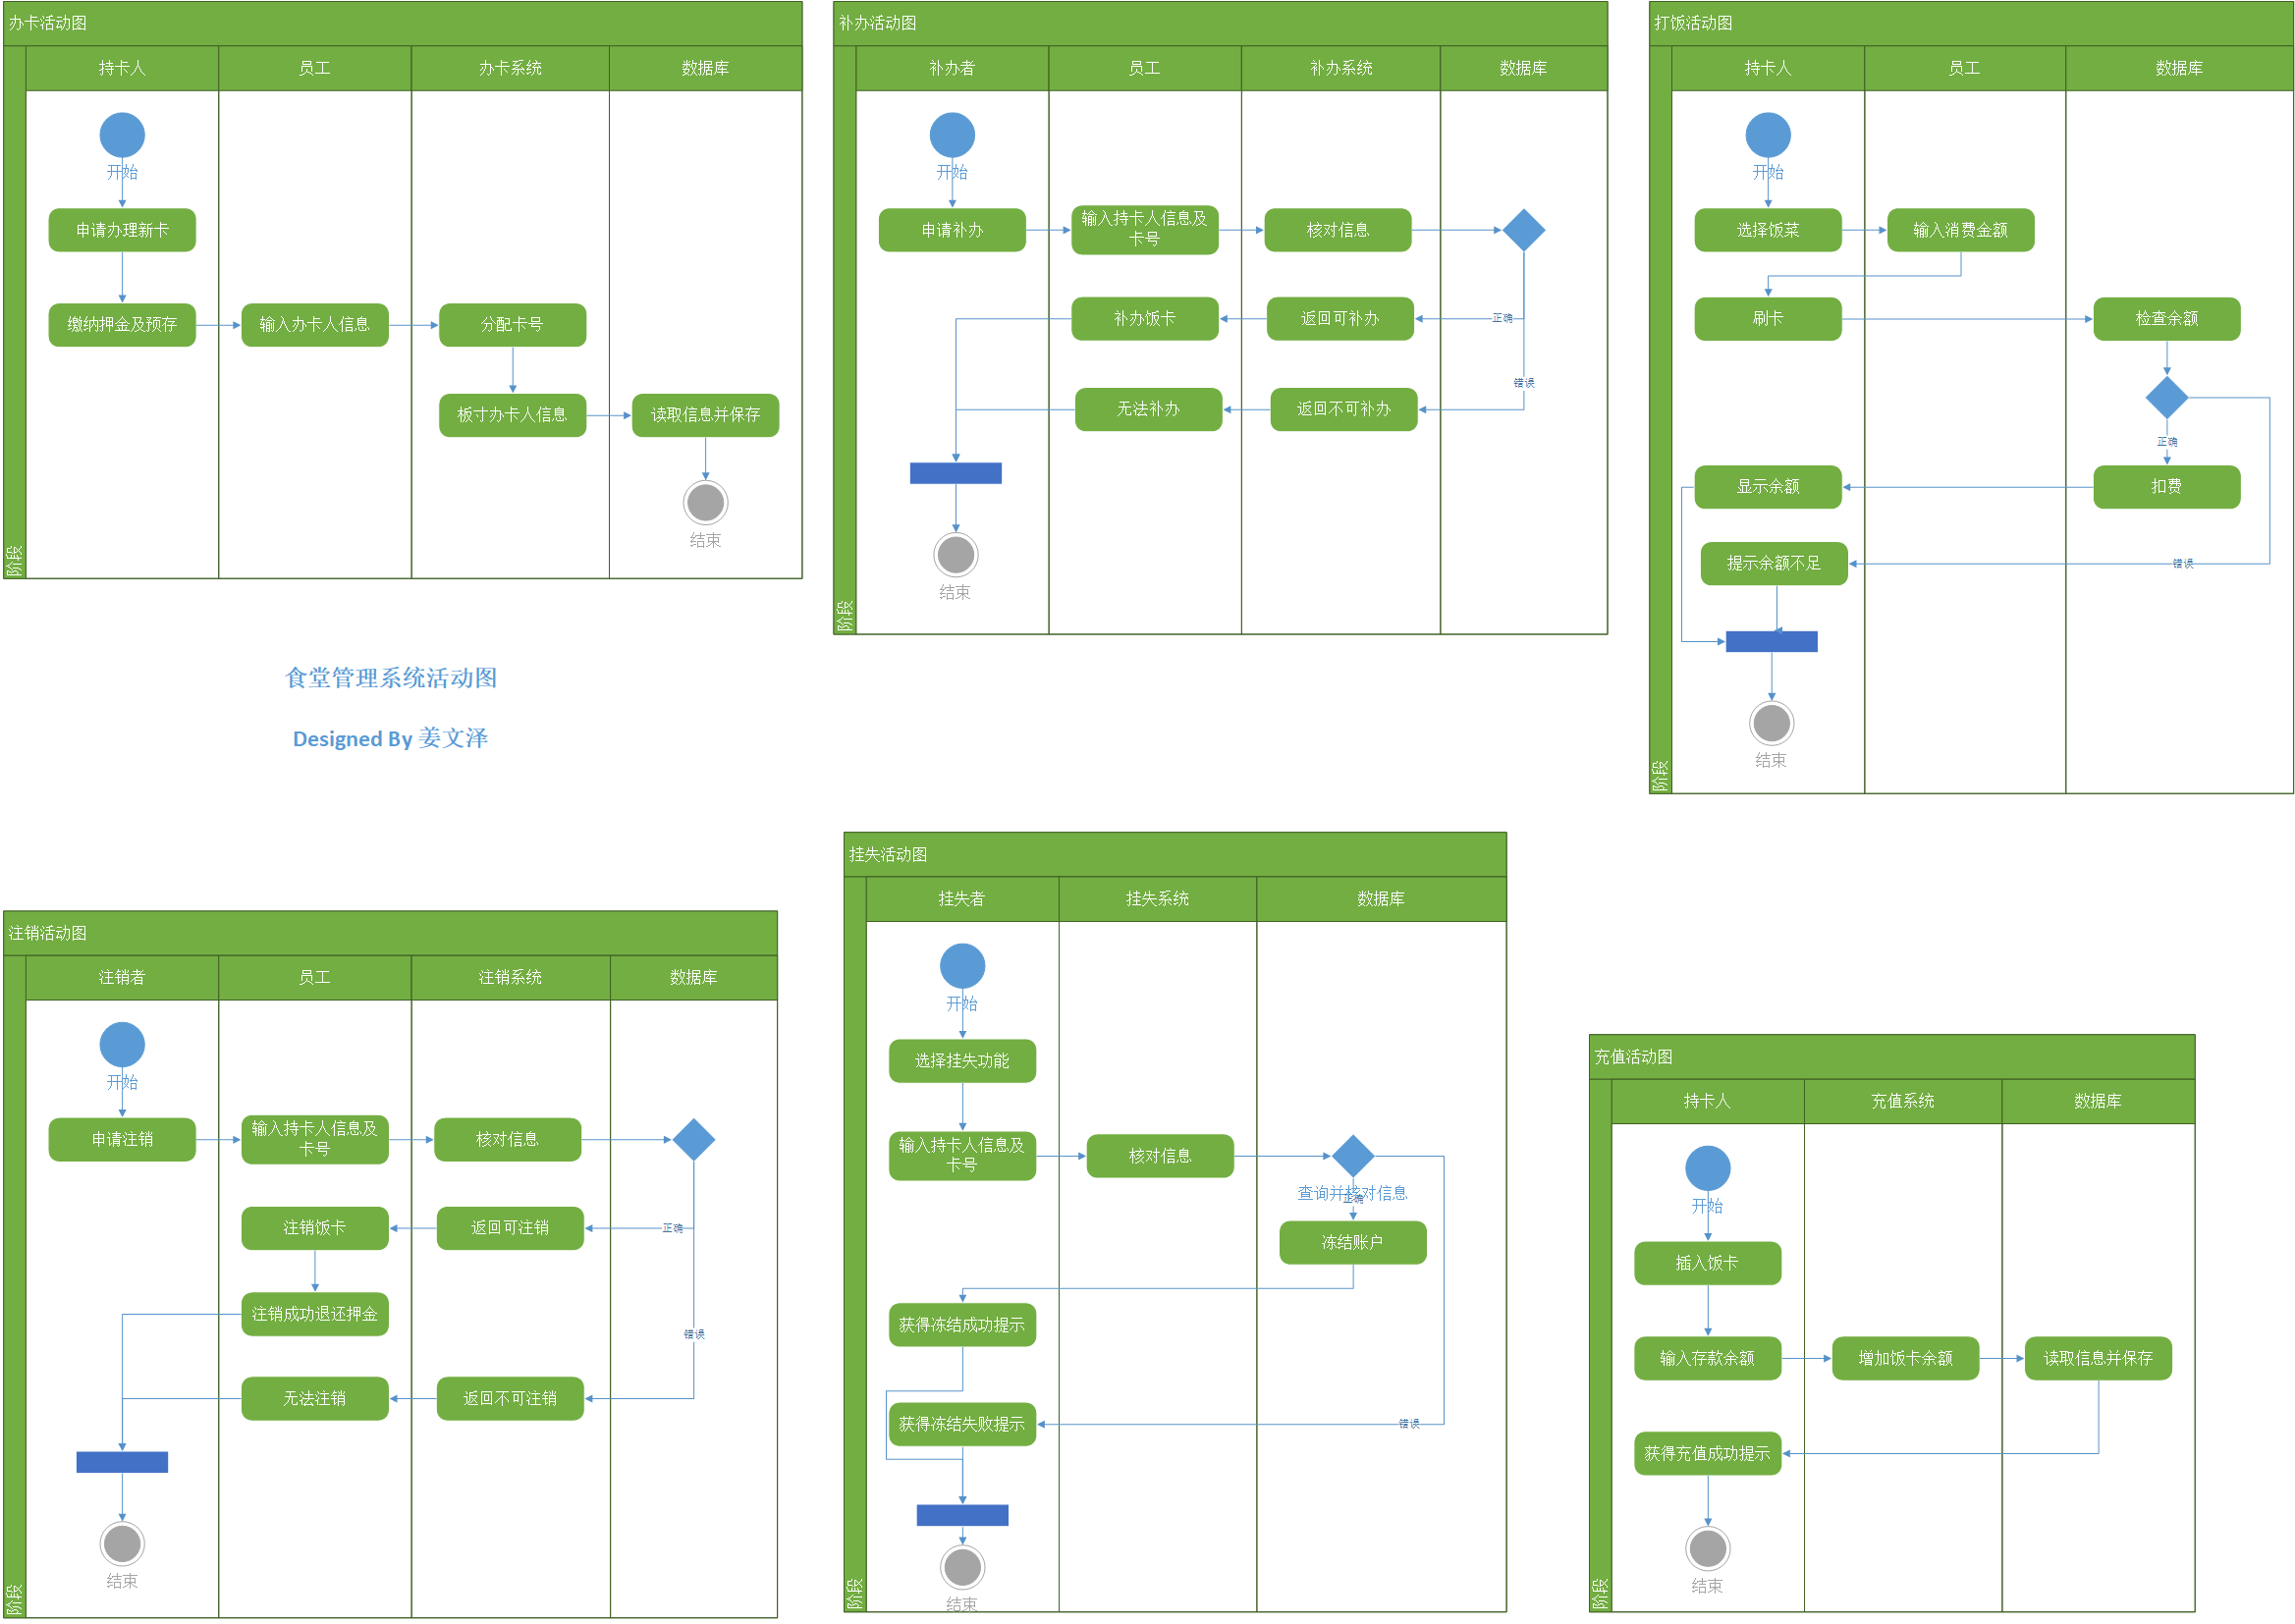 办卡活动图
持卡人
员工
办卡系统
数据库
开始
申请办理新卡
缴纳押金及预存
输入办卡人信息
分配卡号
板寸办卡人信息
读取信息并保存
结束
阶段
补办活动图
补办者
员工
补办系统
数据库
开始
申请补办
输入持卡人信息及
卡号
核对信息
补办饭卡
返回可补办
正确
错误
无法补办
返回不可补办
结束
阶段
打饭活动图
持卡人
员工
数据库
开始
选择饭菜
输入消费金额
刷卡
检查余额
正确
显示余额
扣费
提示余额不足
错误
结束
阶段
食堂管理系统活动图
Designed By 姜文泽
注销活动图
注销者
员工
注销系统
数据库
开始
申请注销
输入持卡人信息及
卡号
核对信息
注销饭卡
返回可注销
正确
注销成功退还押金
错误
无法注销
返回不可注销
结束
阶段
挂失活动图
挂失者
挂失系统
数据库
开始
选择挂失功能
输入持卡人信息及
卡号
核对信息
查询并核对信息
正确
冻结账户
获得冻结成功提示
获得冻结失败提示
错误
结束
阶段
充值活动图
持卡人
充值系统
数据库
开始
插入饭卡
输入存款余额
增加饭卡余额
读取信息并保存
获得充值成功提示
结束
阶段